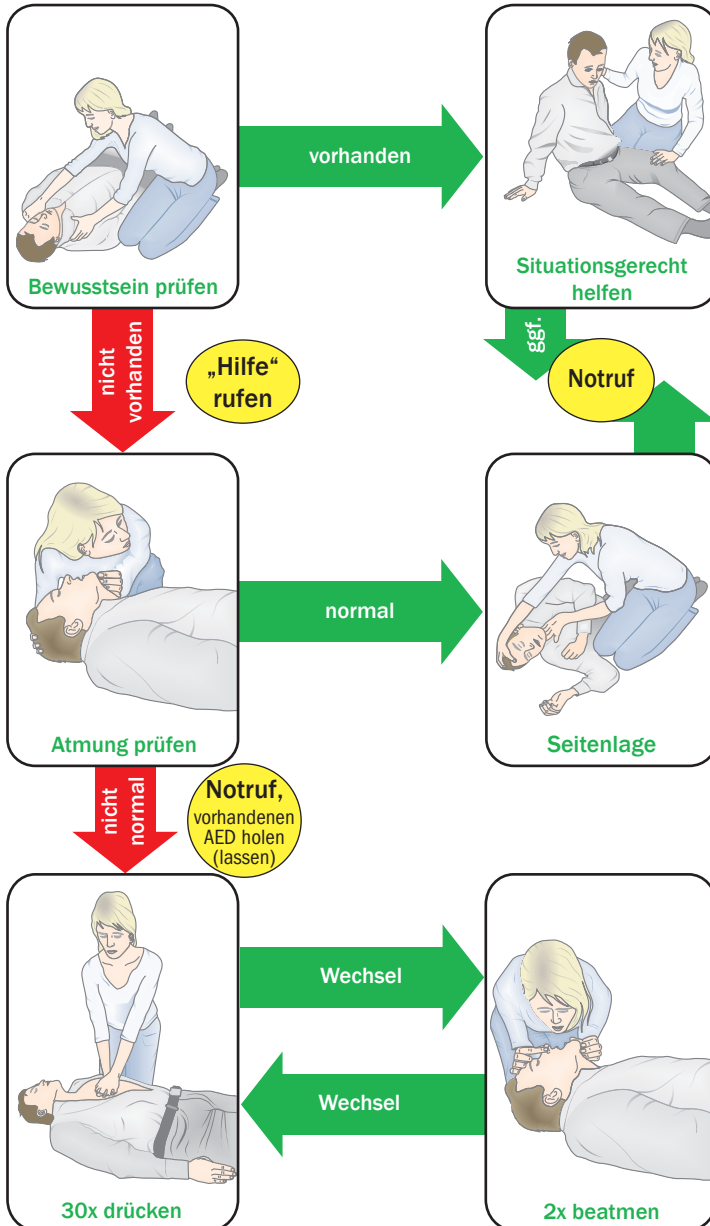 vorhanden
Bewusstsein prüfen
Situationsgerecht
helfen
nicht
vorhanden
„Hilfe“
rufen
ggf.
Notruf
normal
Atmung prüfen
Seitenlage
nicht
normal
Notruf,
vorhandenen
AED holen
(lassen)
Wechsel
Wechsel
30x drücken
2x beatmen